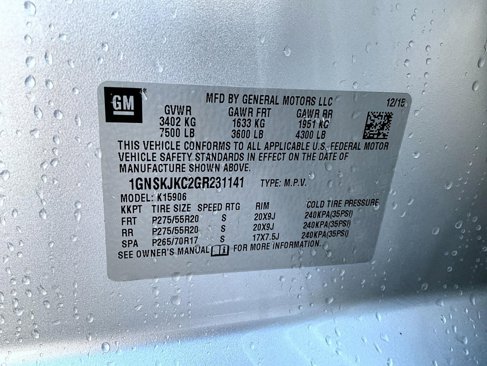 GM
MFD BY GENERAL MOTORS LLC 12/15
GVWR GAWR FRT GAWR RR
3402 KG 1633 KG 1951 KG
7500 LB 3600 LB 4300 LB
THIS VEHICLE CONFORMS TO ALL APPLICABLE U.S. FEDERAL MOTOR
VEHICLE SAFETY STANDARDS IN EFFECT ON THE DATE OF
MANUFACTURE SHOWN ABOVE.
1GNSKJKC2GR231141 TYPE: M.P.V.
MODEL: K15906
KKPT TIRE SIZE SPEED RTG RIM COLD TIRE PRESSURE
FRT P275/55R20 S 20X9J 240KPA(35PSI)
RR P275/55R20 S 20X9J 240KPA(35PSI)
SPA P265/70R17 S 17X7.5J 240KPA(35PSI)
SEE OWNER'S MANUAL FOR MORE INFORMATION.